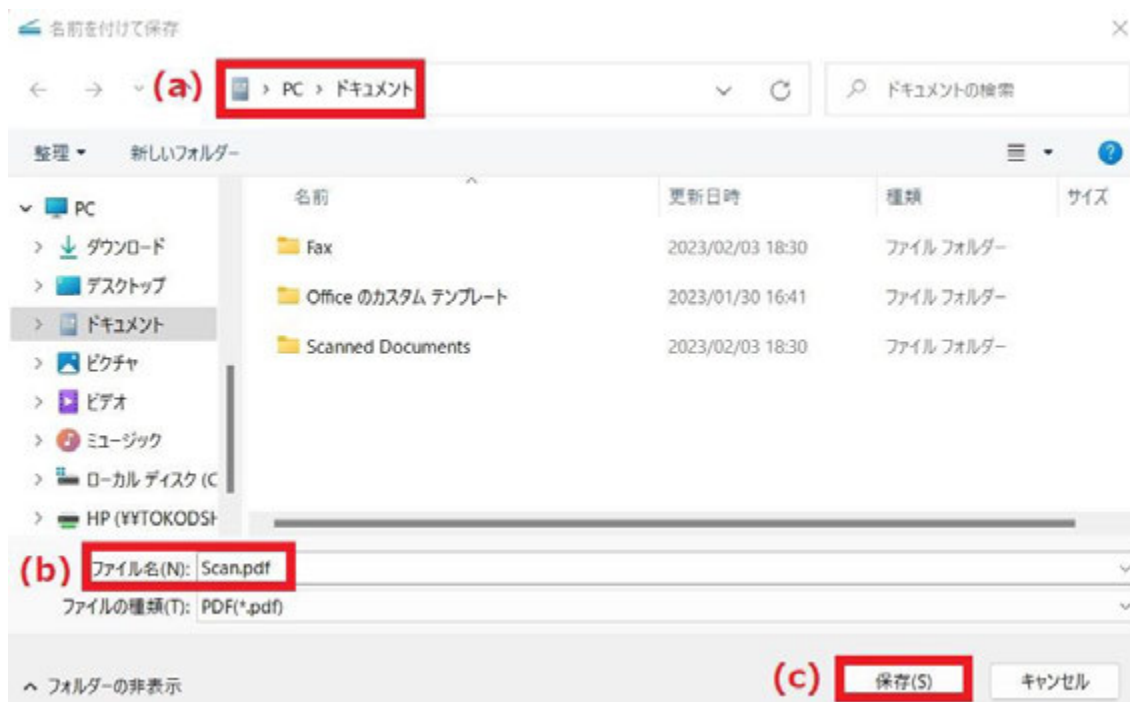 名前を付けて保存
(a) > PC > ドキュメント ドキュメントの検索
整理 新しいフォルダー
PC
ダウンロード
デスクトップ
ドキュメント
ピクチャ
ビデオ
ミュージック
ローカル ディスク (C
HP (¥¥TOKODSH
名前 更新日時 種類 サイズ
Fax 2023/02/03 18:30 ファイル フォルダー
Office のカスタム テンプレート 2023/01/30 16:41 ファイル フォルダー
Scanned Documents 2023/02/03 18:30 ファイル フォルダー
(b) ファイル名(N): Scan.pdf
ファイルの種類(T): PDF(*.pdf)
フォルダーの非表示 (c) 保存(S) キャンセル